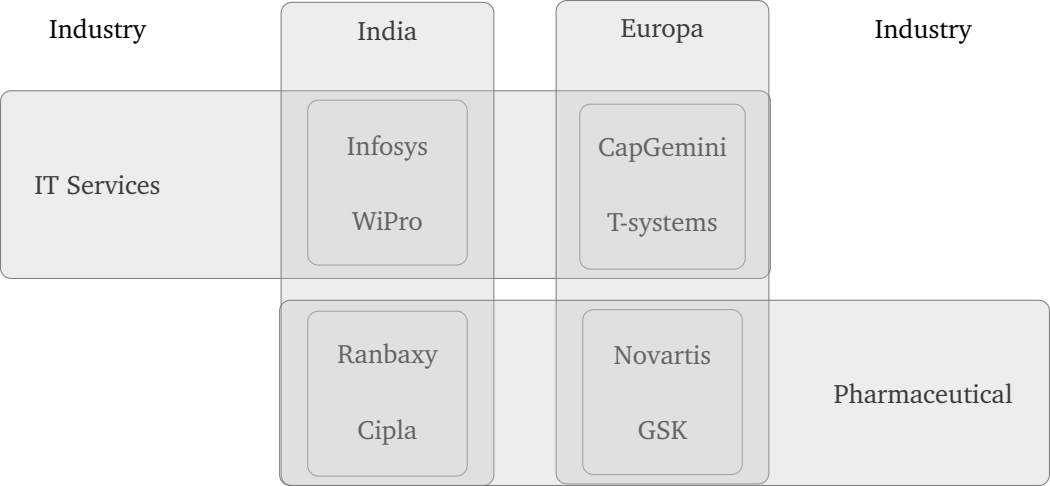 Industry India Europa Industry
Infosys CapGemini
IT Services
WiPro T-systems
Ranbaxy Novartis
Pharmaceutical
Cipla GSK